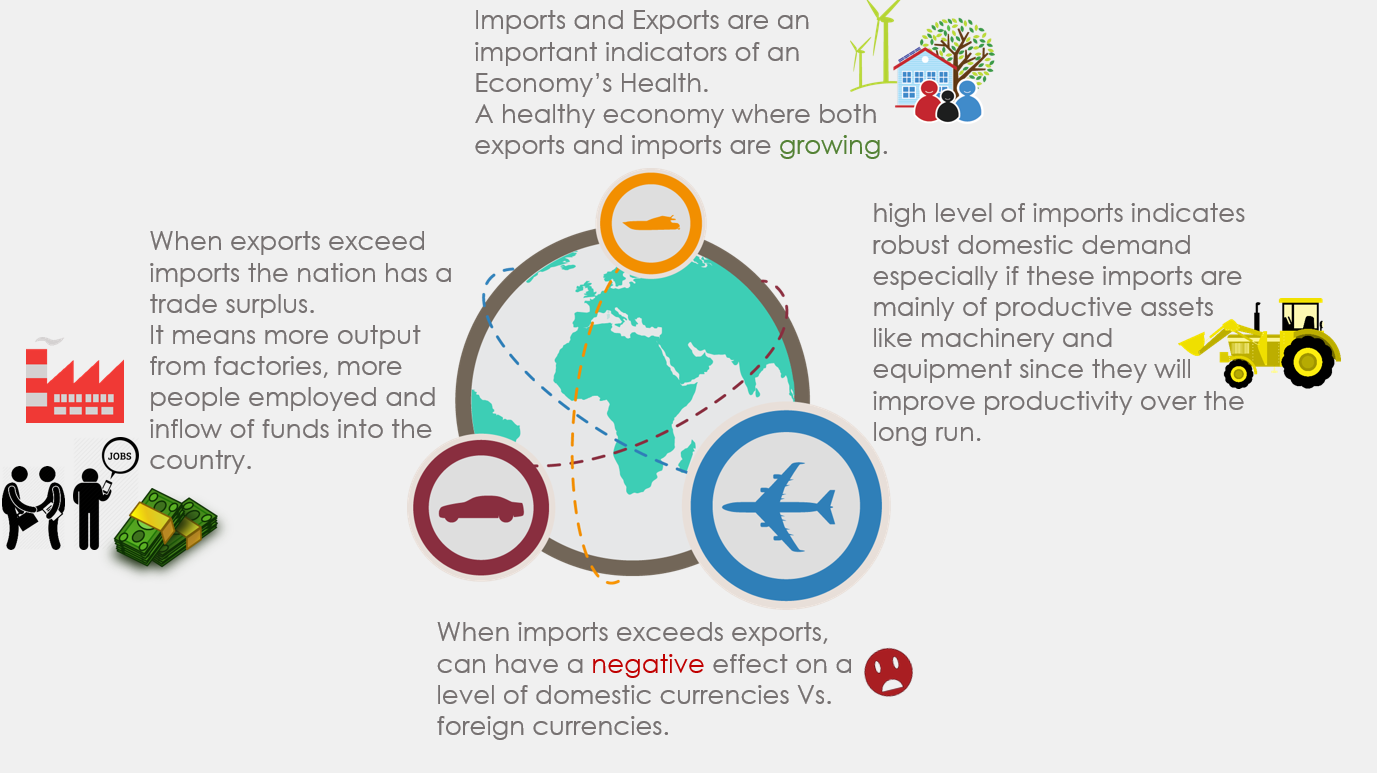 Imports and Exports are an
important indicators of an
Economy's Health.
A healthy economy where both
exports and imports are growing.
When exports exceed
imports the nation has a
trade surplus.
It means more output
from factories, more
people employed and
inflow of funds into the
country.
JOBS
high level of imports indicates
robust domestic demand
especially if these imports are
mainly of productive assets
like machinery and
equipment since they will
improve productivity over the
long run.
When imports exceeds exports,
can have a negative effect on a
level of domestic currencies Vs.
foreign currencies.